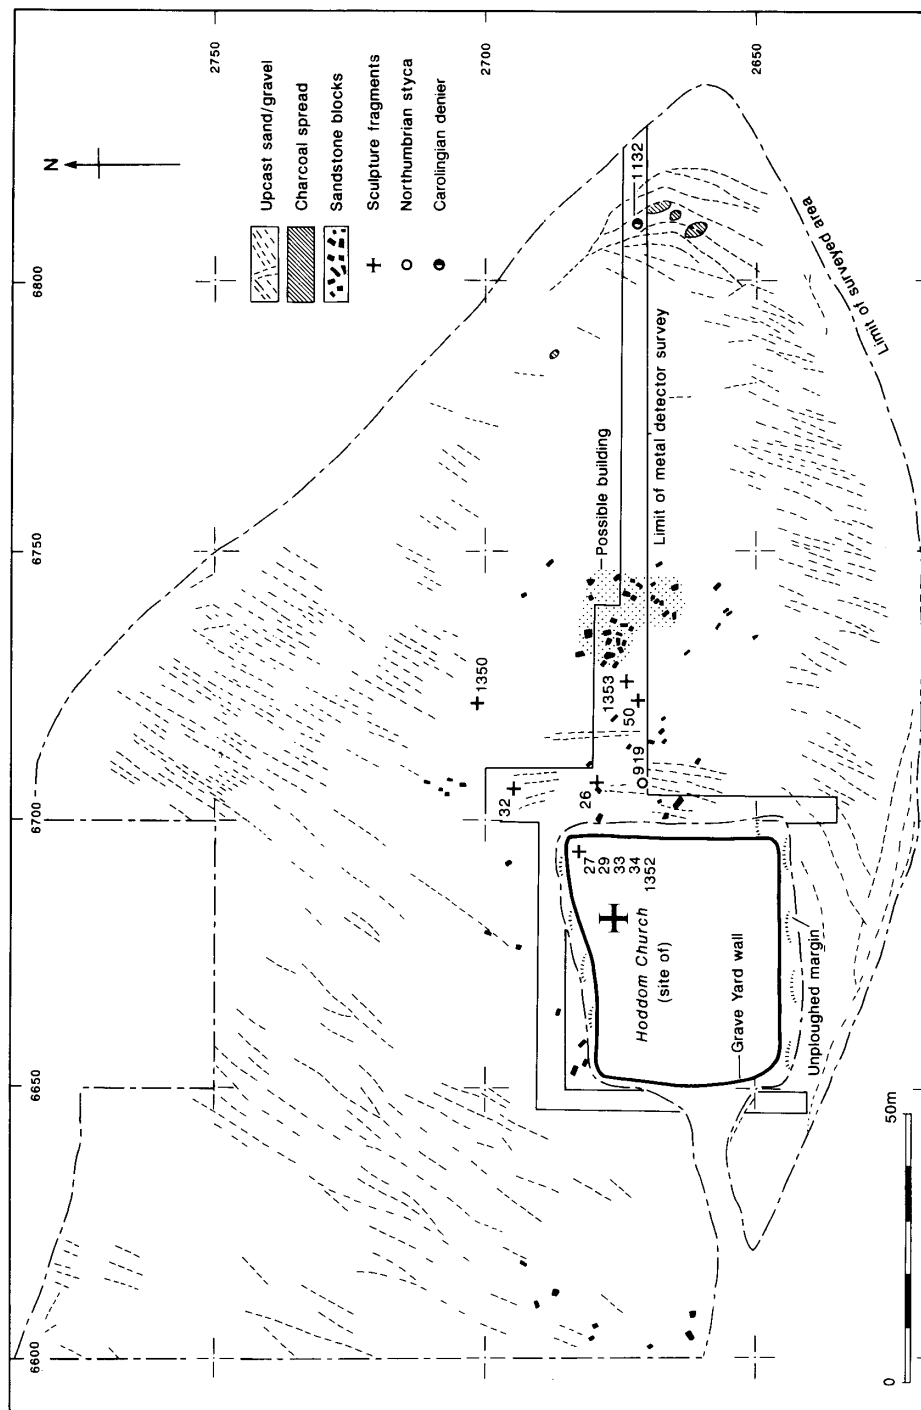 6600
6650
6700
6750
6800
2750
2700
2650
N
Upcast sand/gravel
Charcoal spread
Sandstone blocks
Sculpture fragments
Northumbrian styca
Carolingian denier
1350
32
26
919
50
1353
Possible building
Limit of metal detector survey
1132
Limit of surveyed area
27
29
33
34
1352
Hoddom Church
(site of)
Grave Yard wall
Unploughed margin
0
50m